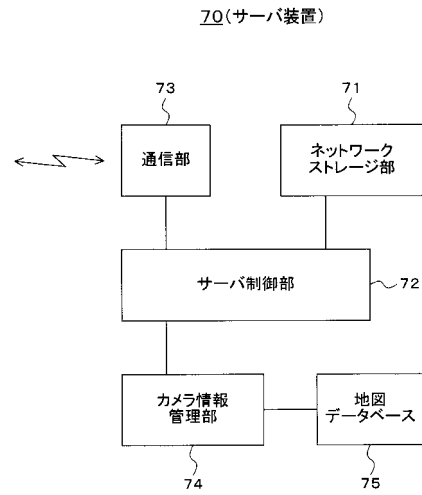 70(サーバ装置)
73
71
通信部
ネットワーク
ストレージ部
サーバ制御部
72
カメラ情報
管理部
地図
データベース
74
75